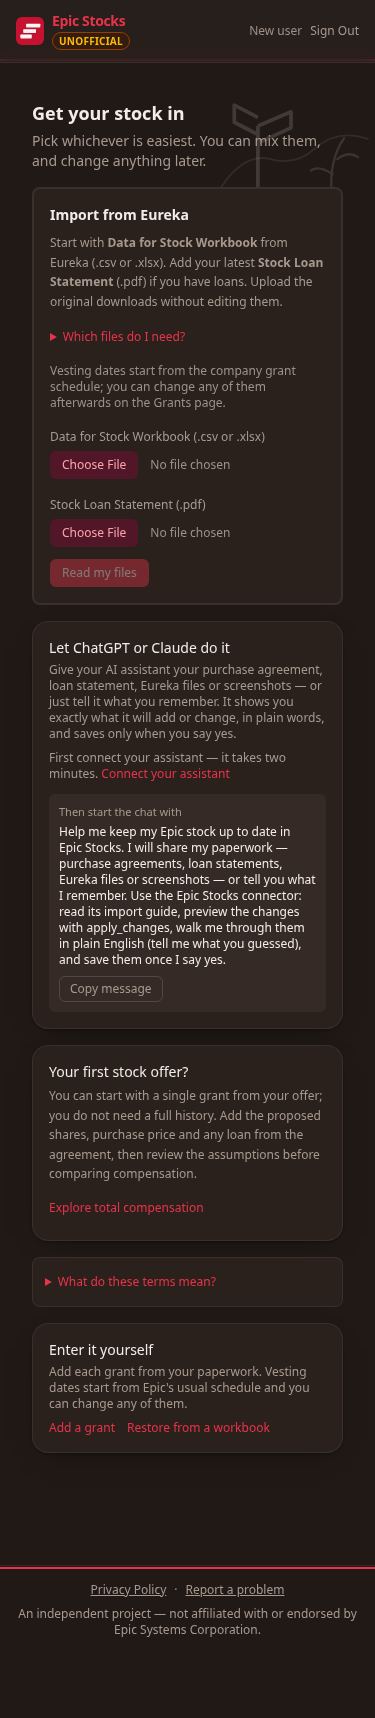 Epic Stocks
UNOFFICIAL
New user Sign Out
Get your stock in
Pick whichever is easiest. You can mix them,
and change anything later.
Import from Eureka
Start with Data for Stock Workbook from
Eureka (.csv or .xlsx). Add your latest Stock Loan
Statement (.pdf) if you have loans. Upload the
original downloads without editing them.
Which files do I need?
Vesting dates start from the company grant
schedule; you can change any of them
afterwards on the Grants page.
Data for Stock Workbook (.csv or .xlsx)
Choose File No file chosen
Stock Loan Statement (.pdf)
Choose File No file chosen
Read my files
Let ChatGPT or Claude do it
Give your AI assistant your purchase agreement,
loan statement, Eureka files or screenshots — or
just tell it what you remember. It shows you
exactly what it will add or change, in plain words,
and saves only when you say yes.
First connect your assistant — it takes two
minutes. Connect your assistant
Then start the chat with
Help me keep my Epic stock up to date in
Epic Stocks. I will share my paperwork —
purchase agreements, loan statements,
Eureka files or screenshots — or tell you what
I remember. Use the Epic Stocks connector:
read its import guide, preview the changes
with apply_changes, walk me through them
in plain English (tell me what you guessed),
and save them once I say yes.
Copy message
Your first stock offer?
You can start with a single grant from your offer;
you do not need a full history. Add the proposed
shares, purchase price and any loan from the
agreement, then review the assumptions before
comparing compensation.
Explore total compensation
What do these terms mean?
Enter it yourself
Add each grant from your paperwork. Vesting
dates start from Epic's usual schedule and you
can change any of them.
Add a grant Restore from a workbook
Privacy Policy · Report a problem
An independent project — not affiliated with or endorsed by
Epic Systems Corporation.